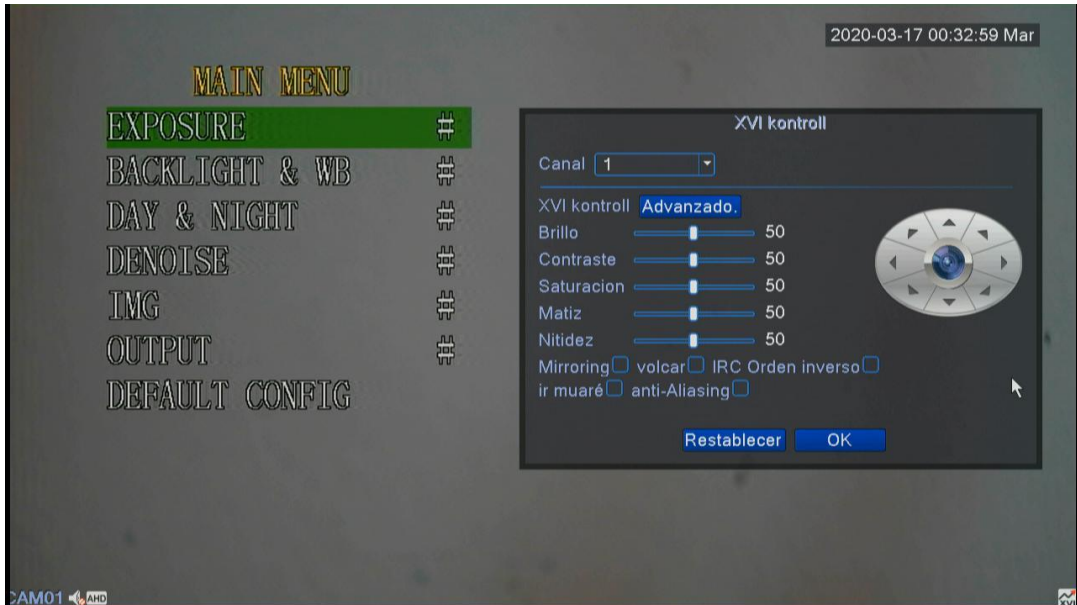 2020-03-17 00:32:59 Mar
MAIN MENU
EXPOSURE #
BACKLIGHT & WB #
DAY & NIGHT #
DENOISE #
IMG #
OUTPUT #
DEFAULT CONFIG
XVI kontroll
Canal 1
XVI kontroll Advanzado.
Brillo 50
Contraste 50
Saturacion 50
Matiz 50
Nitidez 50
Mirroring volcar IRC Orden inverso
ir muaré anti-Aliasing
Restablecer OK
CAM01 AHD
XVI